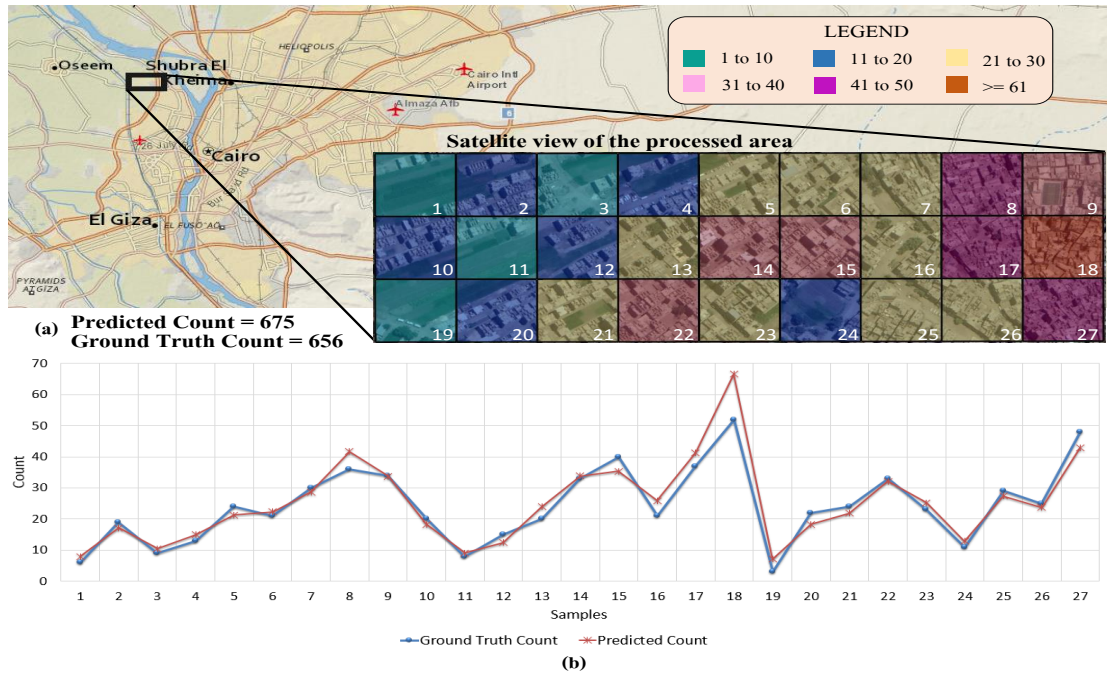 HELIOPOLIS
Oseem
Shubra El
Kheima
Cairo Intl
Airport
Almaza Afb
6
26 July
Cairo
El Giza
EL FUSḨAQ
PYRAMIDS
AT GIZA
LEGEND
1 to 10
11 to 20
21 to 30
31 to 40
41 to 50
>= 61
Satellite view of the processed area
1 2 3 4 5 6 7 8 9
10 11 12 13 14 15 16 17 18
19 20 21 22 23 24 25 26 27
(a) Predicted Count = 675
Ground Truth Count = 656
70
60
50
40
30
20
10
0
Count
1 2 3 4 5 6 7 8 9 10 11 12 13 14 15 16 17 18 19 20 21 22 23 24 25 26 27
Samples
Ground Truth Count Predicted Count
(b)